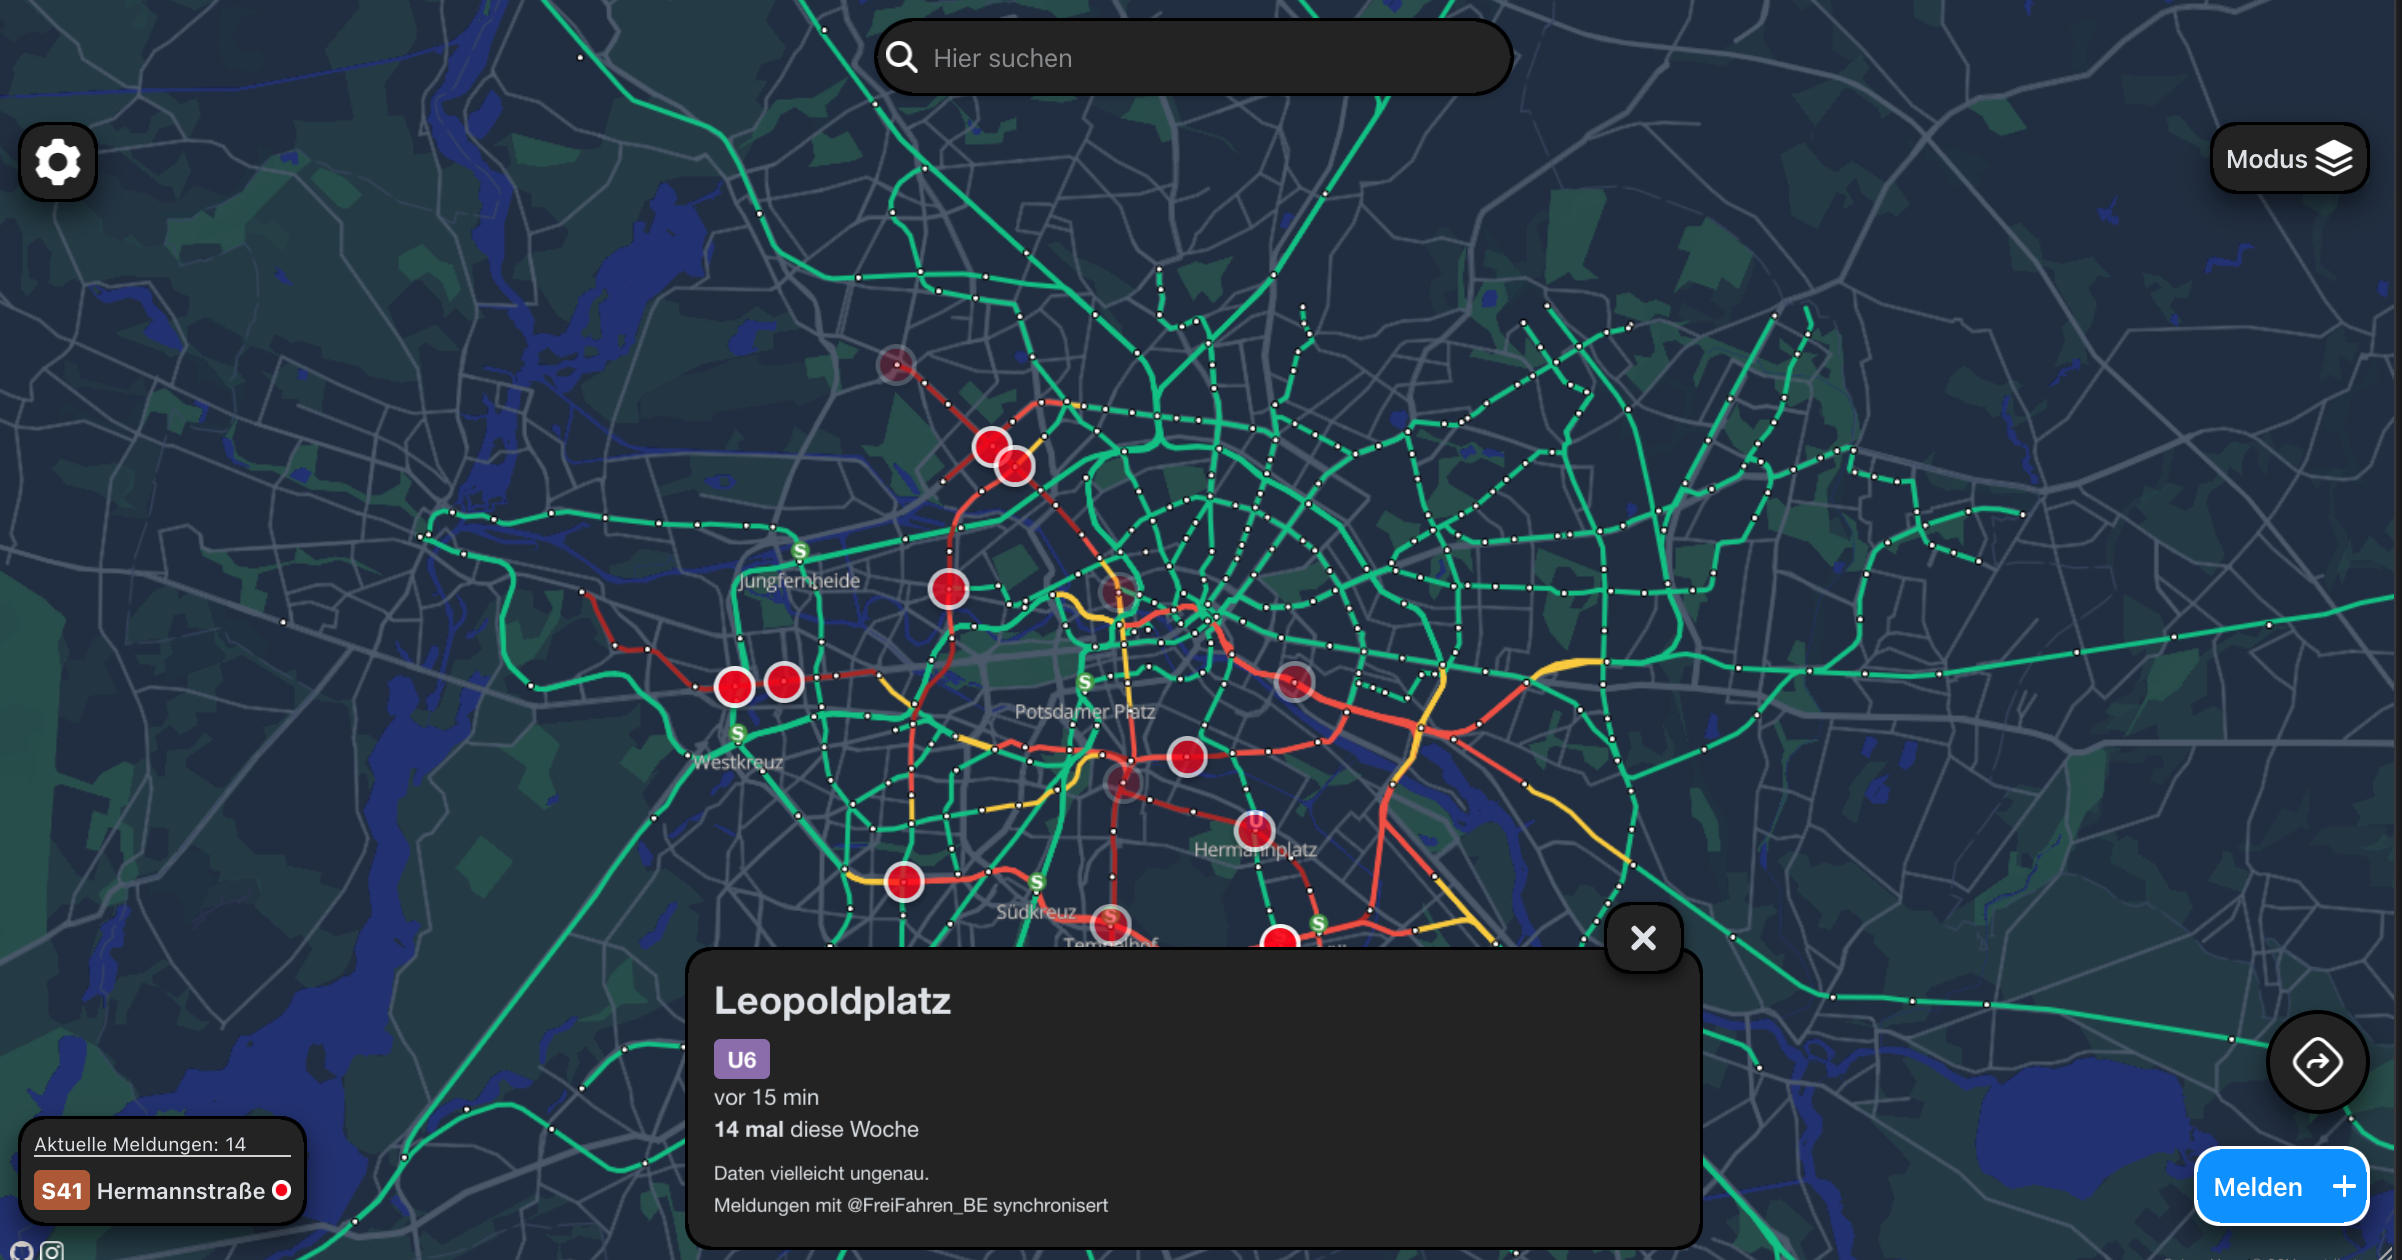 Hier suchen
Modus
Jungfernheide
Potsdamer Platz
Westkreuz
Hermannplatz
Südkreuz
Tempelhof
Leopoldplatz
U6
vor 15 min
14 mal diese Woche
Daten vielleicht ungenau.
Meldungen mit @FreiFahren_BE synchronisert
Aktuelle Meldungen: 14
S41 Hermannstraße
Melden +